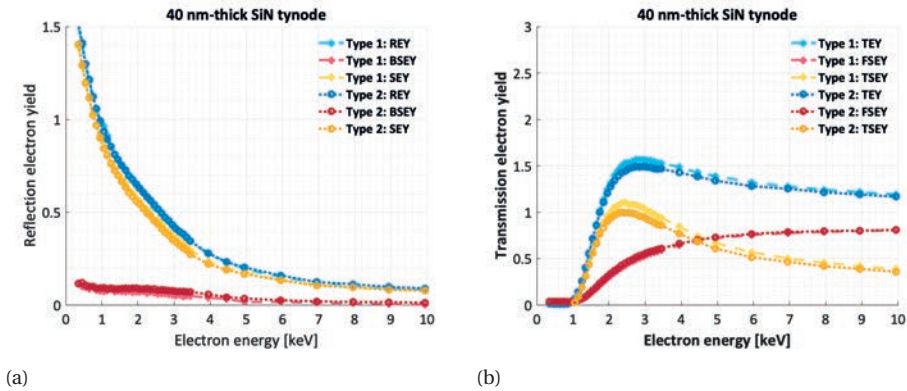 40 nm-thick SiN tynode
Reflection electron yield
1.5
1
0.5
0
Type 1: REY
Type 1: BSEY
Type 1: SEY
Type 2: REY
Type 2: BSEY
Type 2: SEY
0 1 2 3 4 5 6 7 8 9 10
Electron energy [keV]
(a)
40 nm-thick SiN tynode
Transmission electron yield
3
2.5
2
1.5
1
0.5
0
Type 1: TEY
Type 1: FSEY
Type 1: TSEY
Type 2: TEY
Type 2: FSEY
Type 2: TSEY
0 1 2 3 4 5 6 7 8 9 10
Electron energy [keV]
(b)